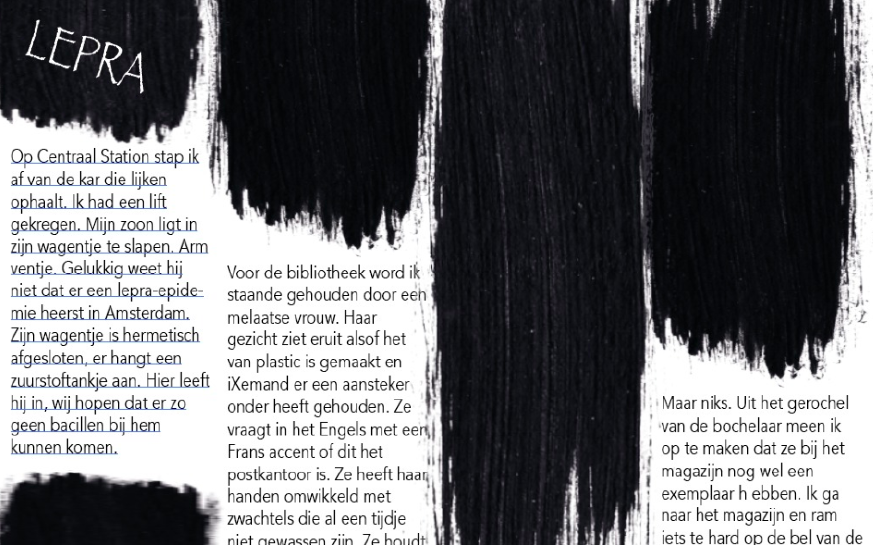 LEPRA
Op Centraal Station stap ik
af van de kar die lijken
ophaalt. Ik had een lift
gekregen. Mijn zoon ligt in
zijn wagentje te slapen. Arm
ventje. Gelukkig weet hij
niet dat er een lepra-epide-
mie heerst in Amsterdam.
Zijn wagentje is hermetisch
afgesloten, er hangt een
zuurstoftankje aan. Hier leeft
hij in, wij hopen dat er zo
geen bacillen bij hem
kunnen komen.
Voor de bibliotheek word ik
staande gehouden door een
melaatse vrouw. Haar
gezicht ziet eruit alsof het
van plastic is gemaakt en
iXemand er een aansteker
onder heeft gehouden. Ze
vraagt in het Engels met een
Frans accent of dit het
postkantoor is. Ze heeft haar
handen omwikkeld met
zwachtels die al een tijdje
niet gewassen zijn. Ze houdt
Maar niks. Uit het gerochel
van de bochelaar meen ik
op te maken dat ze bij het
magazijn nog wel een
exemplaar h ebben. Ik ga
naar het magazijn en ram
iets te hard op de bel van de